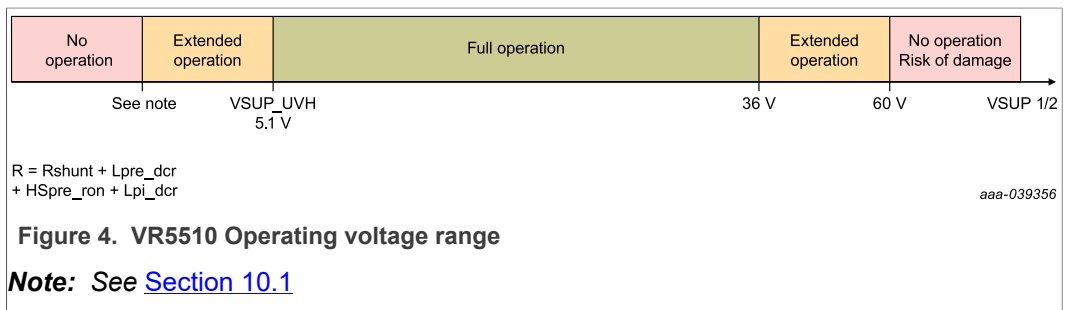 No
operation
Extended
operation
Full operation
Extended
operation
No operation
Risk of damage
See note
VSUP_UVH
5.1 V
36 V
60 V
VSUP 1/2
R = Rshunt + Lpre_dcr
+ HSpre_ron + Lpi_dcr
aaa-039356
Figure 4. VR5510 Operating voltage range
Note: See Section 10.1